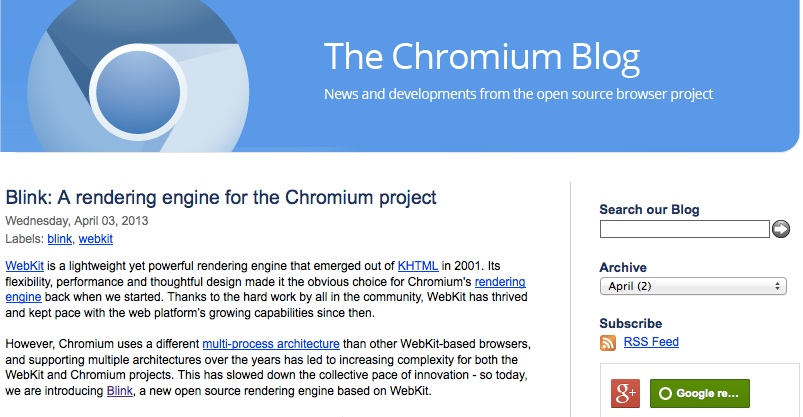 The Chromium Blog
News and developments from the open source browser project
Blink: A rendering engine for the Chromium project
Wednesday, April 03, 2013
Labels: blink, webkit
WebKit is a lightweight yet powerful rendering engine that emerged out of KHTML in 2001. Its
flexibility, performance and thoughtful design made it the obvious choice for Chromium's rendering
engine back when we started. Thanks to the hard work by all in the community, WebKit has thrived
and kept pace with the web platform's growing capabilities since then.
However, Chromium uses a different multi-process architecture than other WebKit-based browsers,
and supporting multiple architectures over the years has led to increasing complexity for both the
WebKit and Chromium projects. This has slowed down the collective pace of innovation - so today,
we are introducing Blink, a new open source rendering engine based on WebKit.
Search our Blog
Archive
April (2)
Subscribe
RSS Feed
g+
Google re…